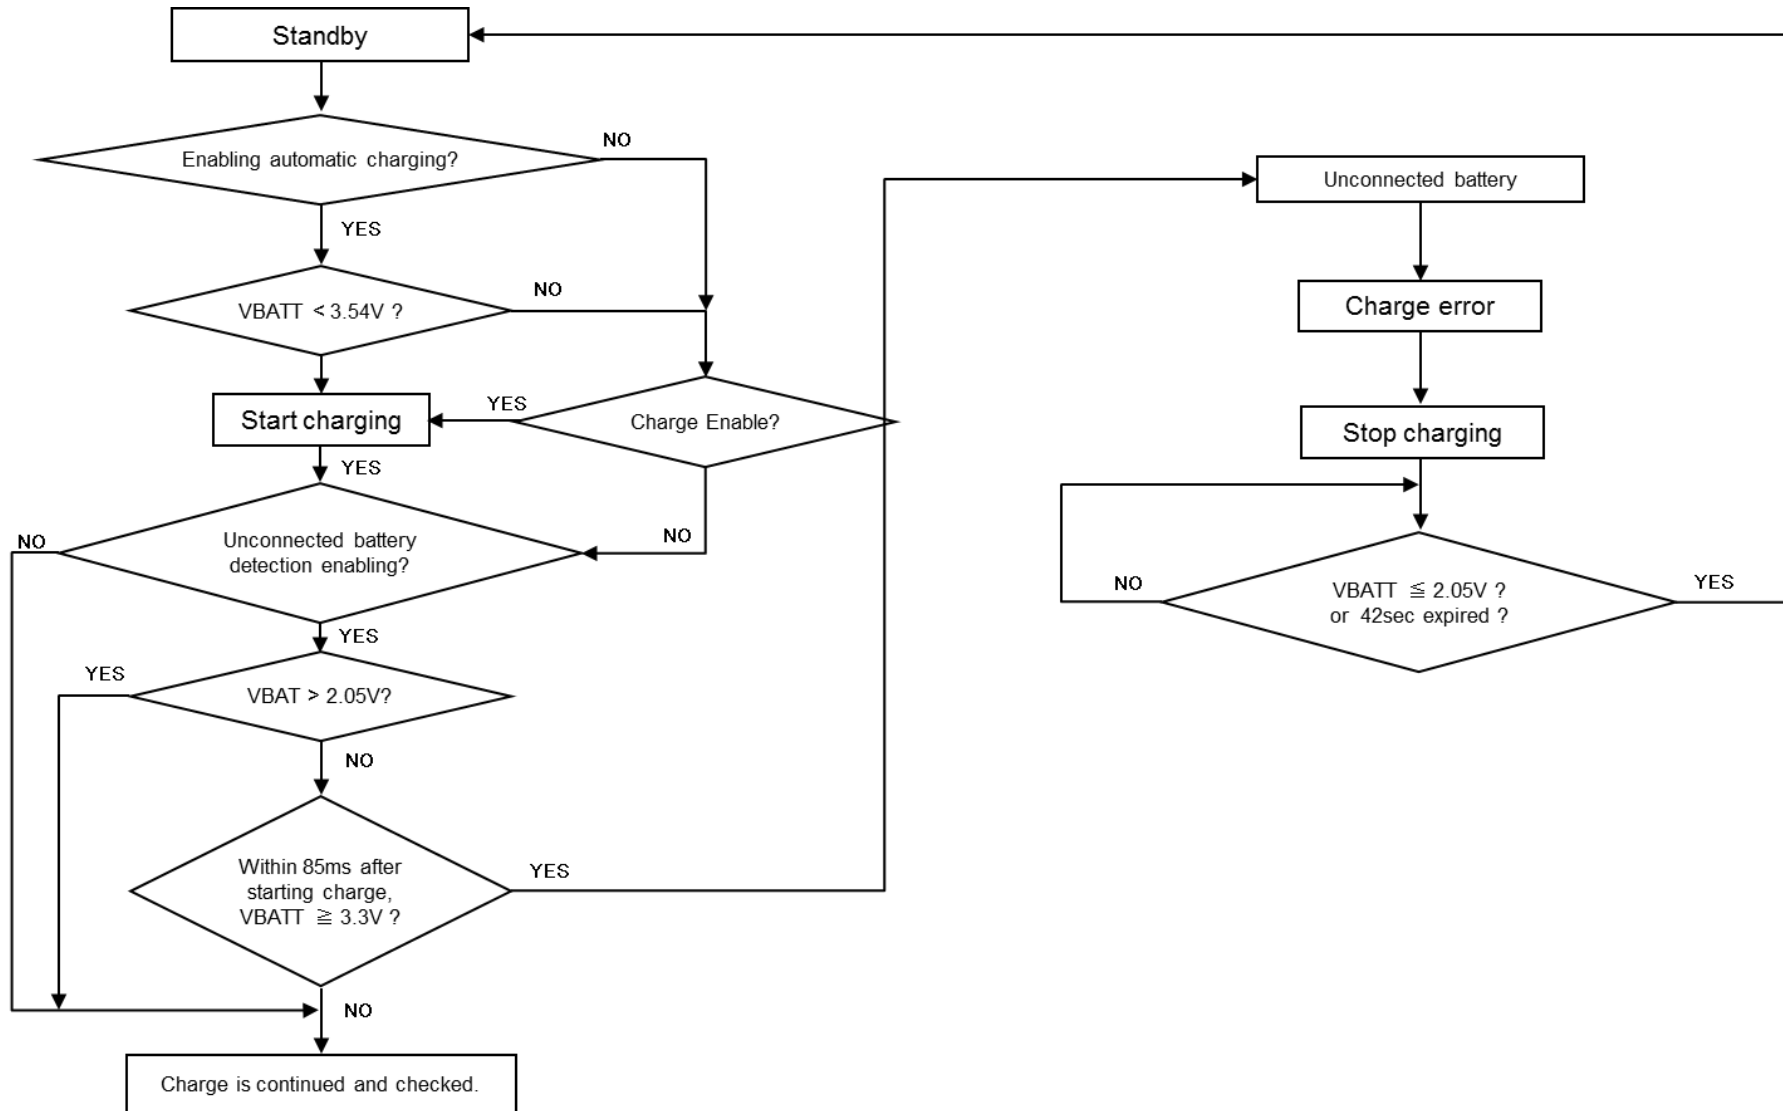 Standby
Enabling automatic charging?
NO
YES
VBATT < 3.54V ?
NO
Start charging
YES
Charge Enable?
YES
NO
Unconnected battery
detection enabling?
NO
YES
VBAT > 2.05V?
YES
NO
Within 85ms after
starting charge,
VBATT ≧ 3.3V ?
YES
NO
Charge is continued and checked.
Unconnected battery
Charge error
Stop charging
VBATT ≦ 2.05V ?
or 42sec expired ?
NO
YES